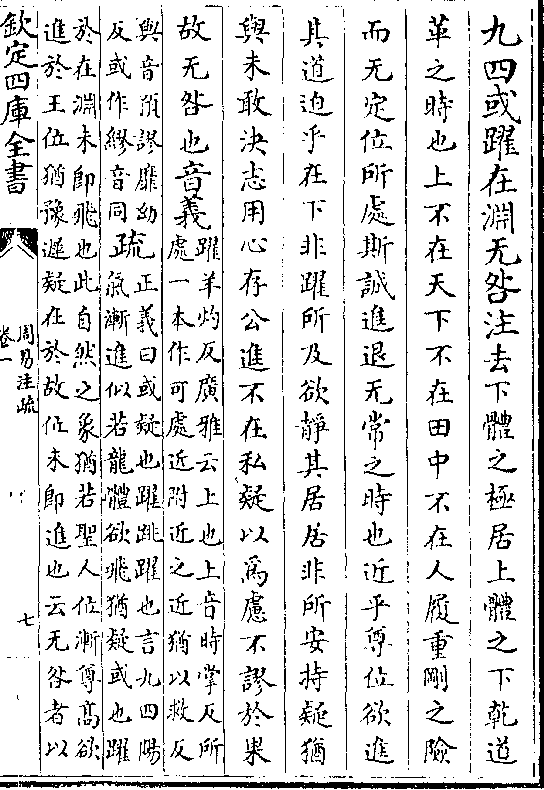 九四或躍在淵无咎注去下體之極居上體之下乾道
革之時也上不在天下不在田中不在人履重剛之險
而无定位所處斯誠進退无常之時也近乎尊位欲進
其道迫乎在下非躍所及欲靜其居居非所安持疑猶
與未敢決志用心存公進不在私疑以為慮不謬於果
故无咎也音義
躍羊灼反廣雅云上也上音時掌反所
處一本作可處近附近之近猶以救反
與音預謬靡幼
反或作繆音同
疏
正義曰或疑也躍跳躍也言九四陽
氣漸進似若龍體欲飛猶疑或也躍
於在淵未即飛也此自然之象猶若聖人位漸尊高欲
進於王位猶豫遲疑在於故位未即進也云无咎者以
欽定四庫全書
周易注疏
卷一
七